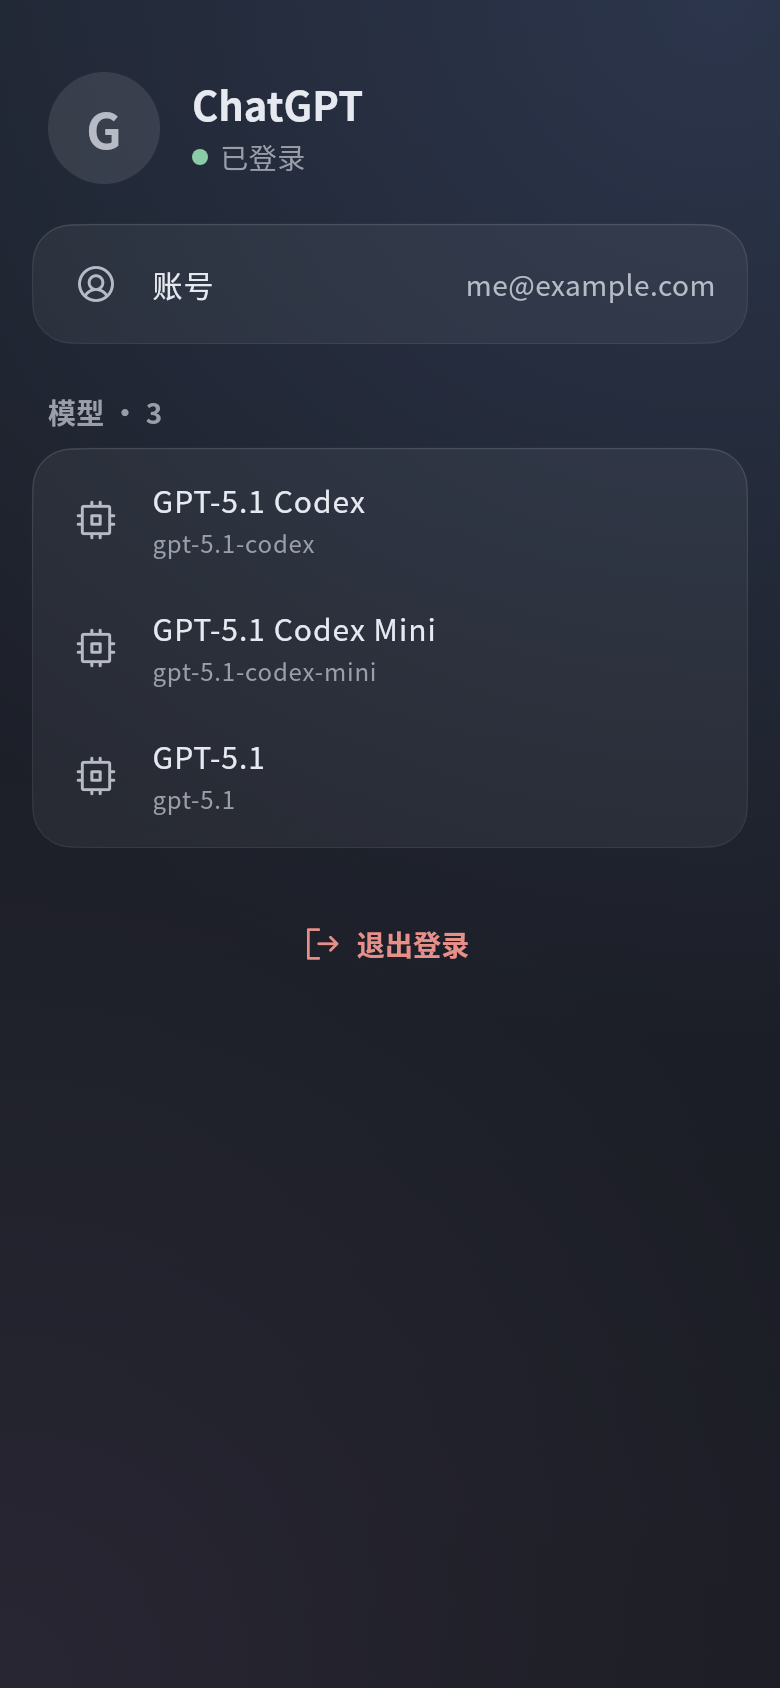 G
ChatGPT
已登录
账号
me@example.com
模型 · 3
GPT-5.1 Codex
gpt-5.1-codex
GPT-5.1 Codex Mini
gpt-5.1-codex-mini
GPT-5.1
gpt-5.1
退出登录